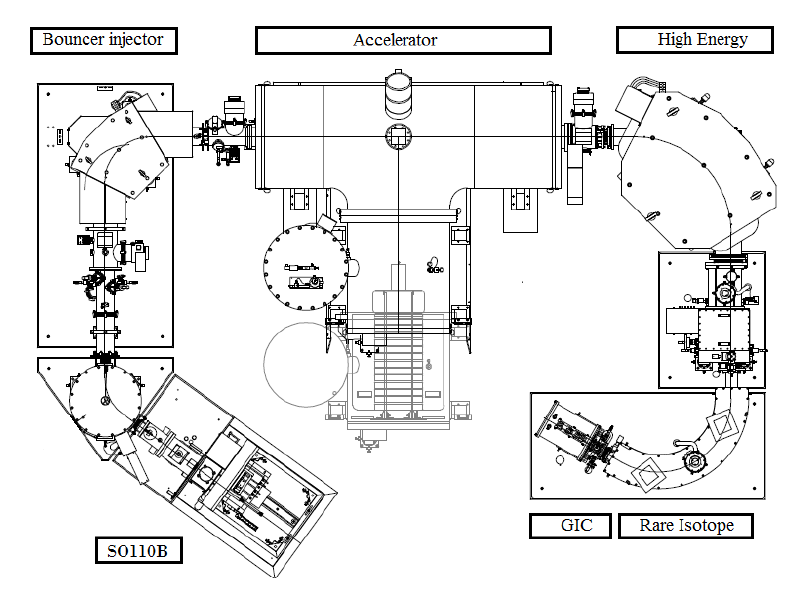 Bouncer injector
Accelerator
High Energy
GIC
Rare Isotope
SO110B